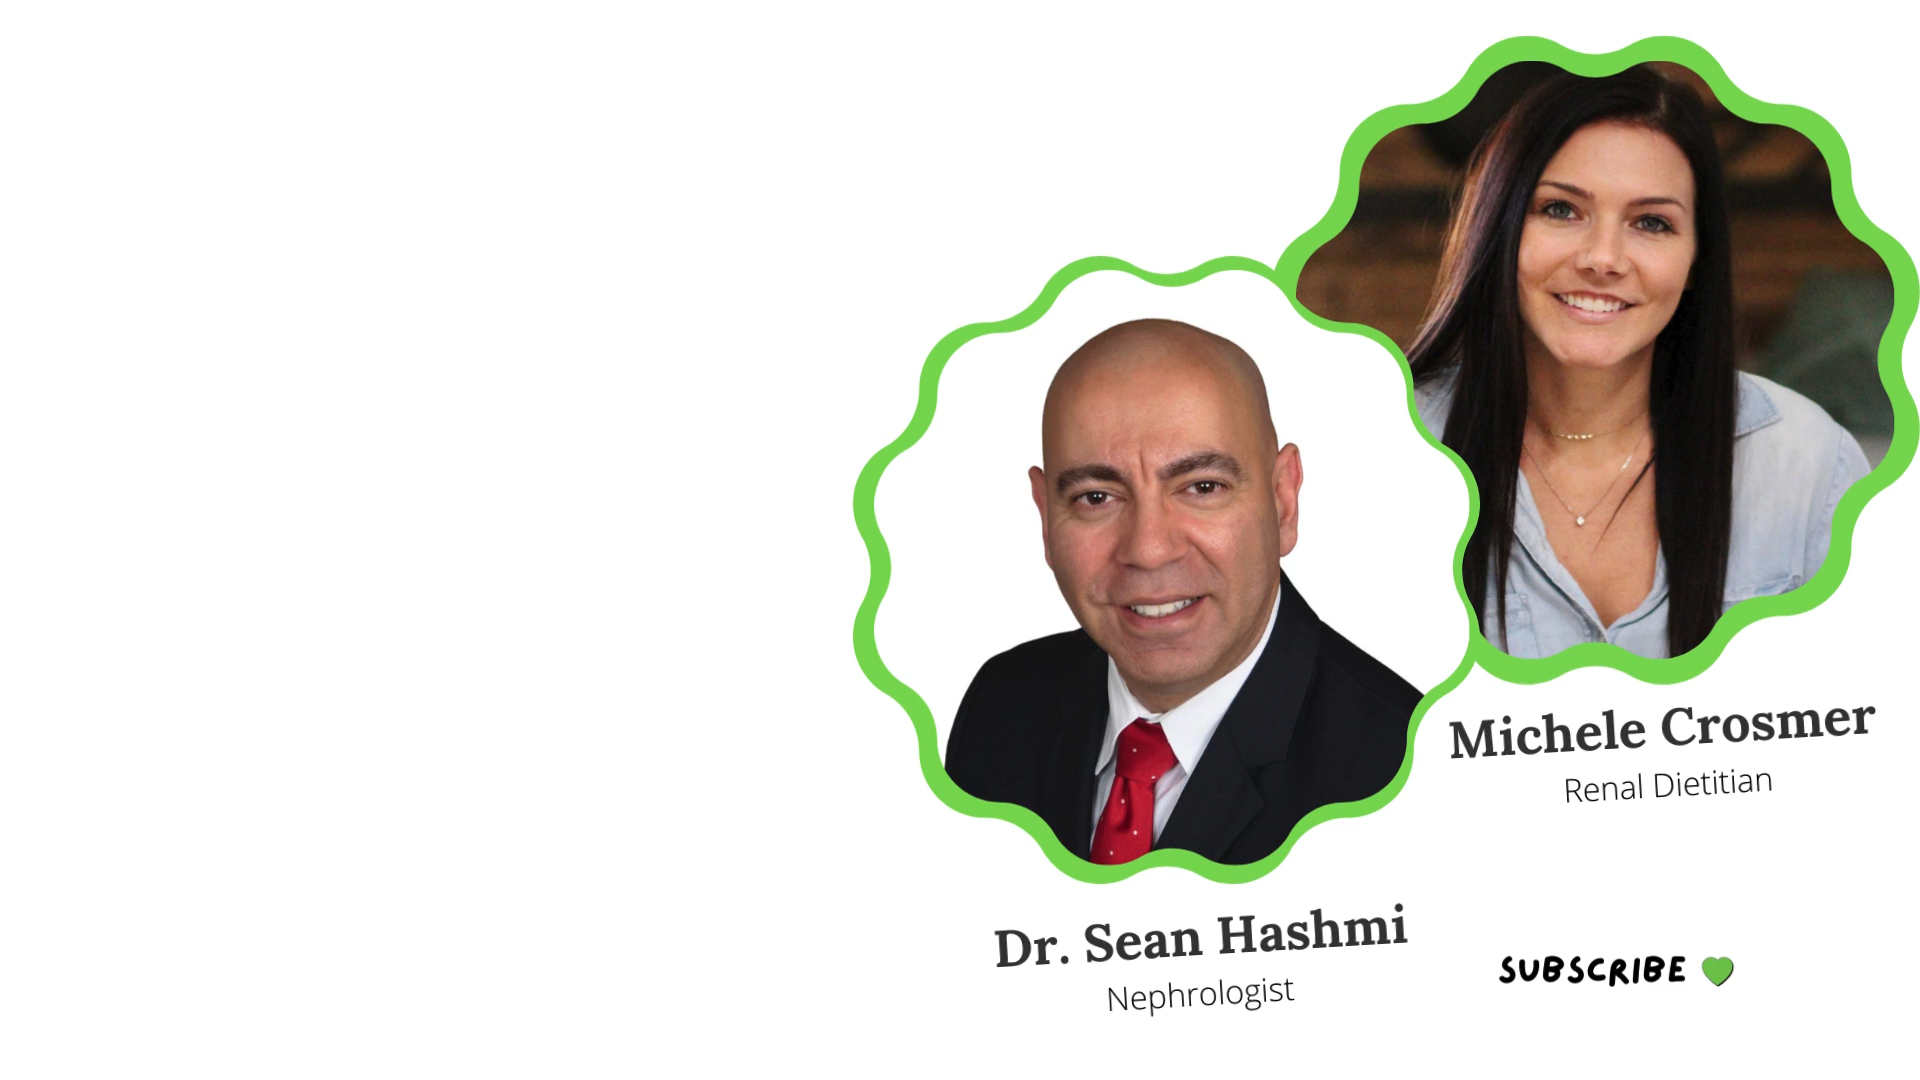 Michele Crosmer
Renal Dietitian
Dr. Sean Hashmi
Nephrologist
SUBSCRIBE